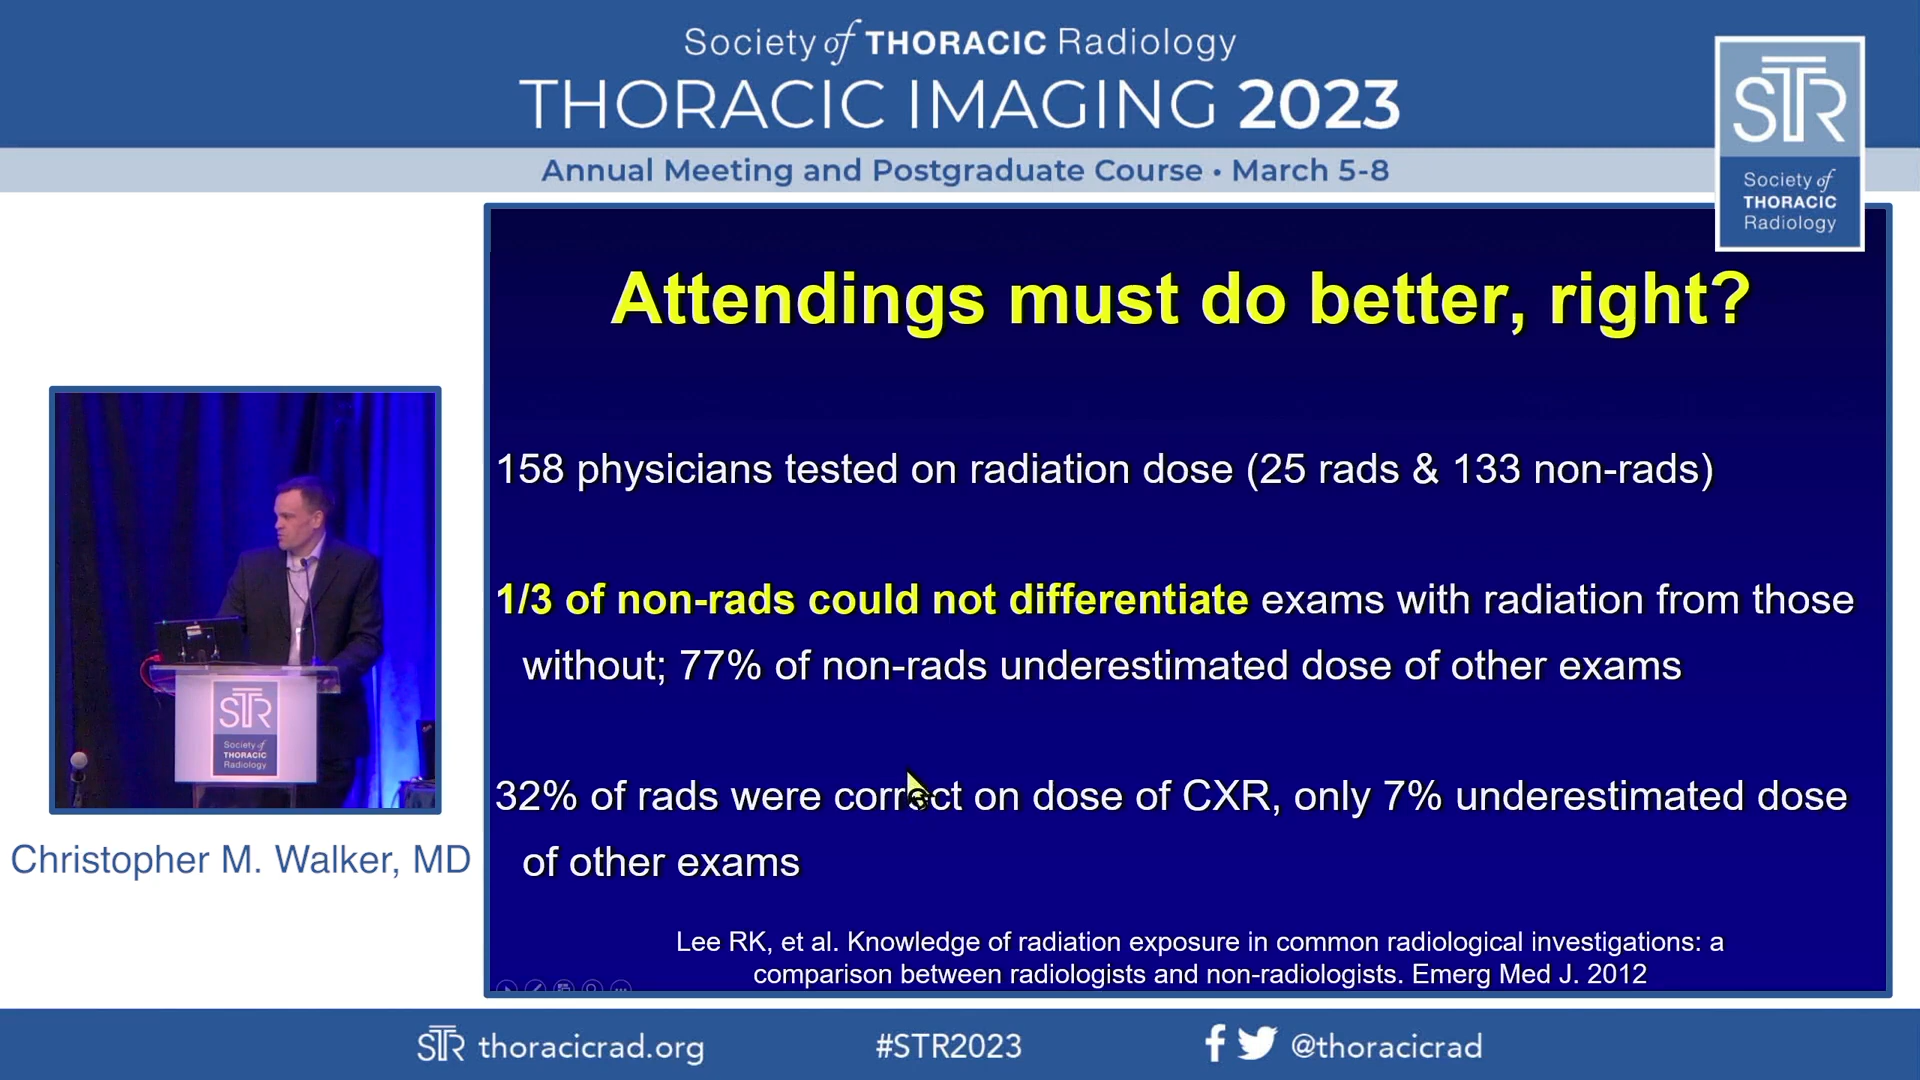 Society of THORACIC Radiology
THORACIC IMAGING 2023
Annual Meeting and Postgraduate Course • March 5-8
STR
Society of
THORACIC
Radiology
Attendings must do better, right?
158 physicians tested on radiation dose (25 rads & 133 non-rads)
1/3 of non-rads could not differentiate exams with radiation from those
without; 77% of non-rads underestimated dose of other exams
32% of rads were correct on dose of CXR, only 7% underestimated dose
of other exams
Lee RK, et al. Knowledge of radiation exposure in common radiological investigations: a
comparison between radiologists and non-radiologists. Emerg Med J. 2012
STR
Society of
THORACIC
Radiology
Christopher M. Walker, MD
STR thoracicrad.org
#STR2023
@thoracicrad